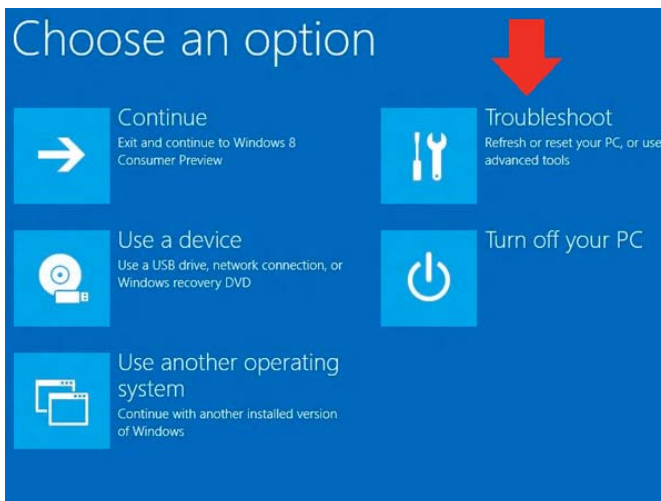 Choose an option
Continue
Exit and continue to Windows 8
Consumer Preview
Troubleshoot
Refresh or reset your PC, or use
advanced tools
Use a device
Use a USB drive, network connection, or
Windows recovery DVD
Turn off your PC
Use another operating
system
Continue with another installed version
of Windows